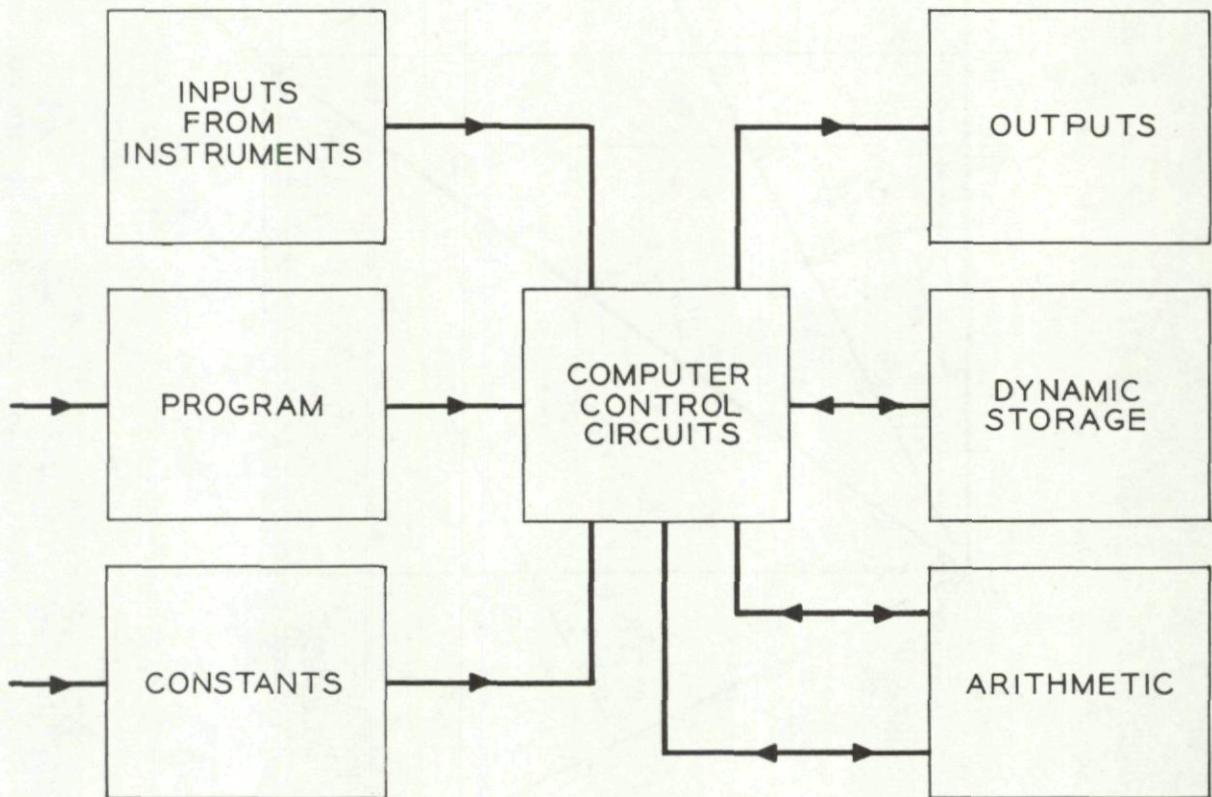 INPUTS
FROM
INSTRUMENTS
OUTPUTS
PROGRAM
COMPUTER
CONTROL
CIRCUITS
DYNAMIC
STORAGE
CONSTANTS
ARITHMETIC